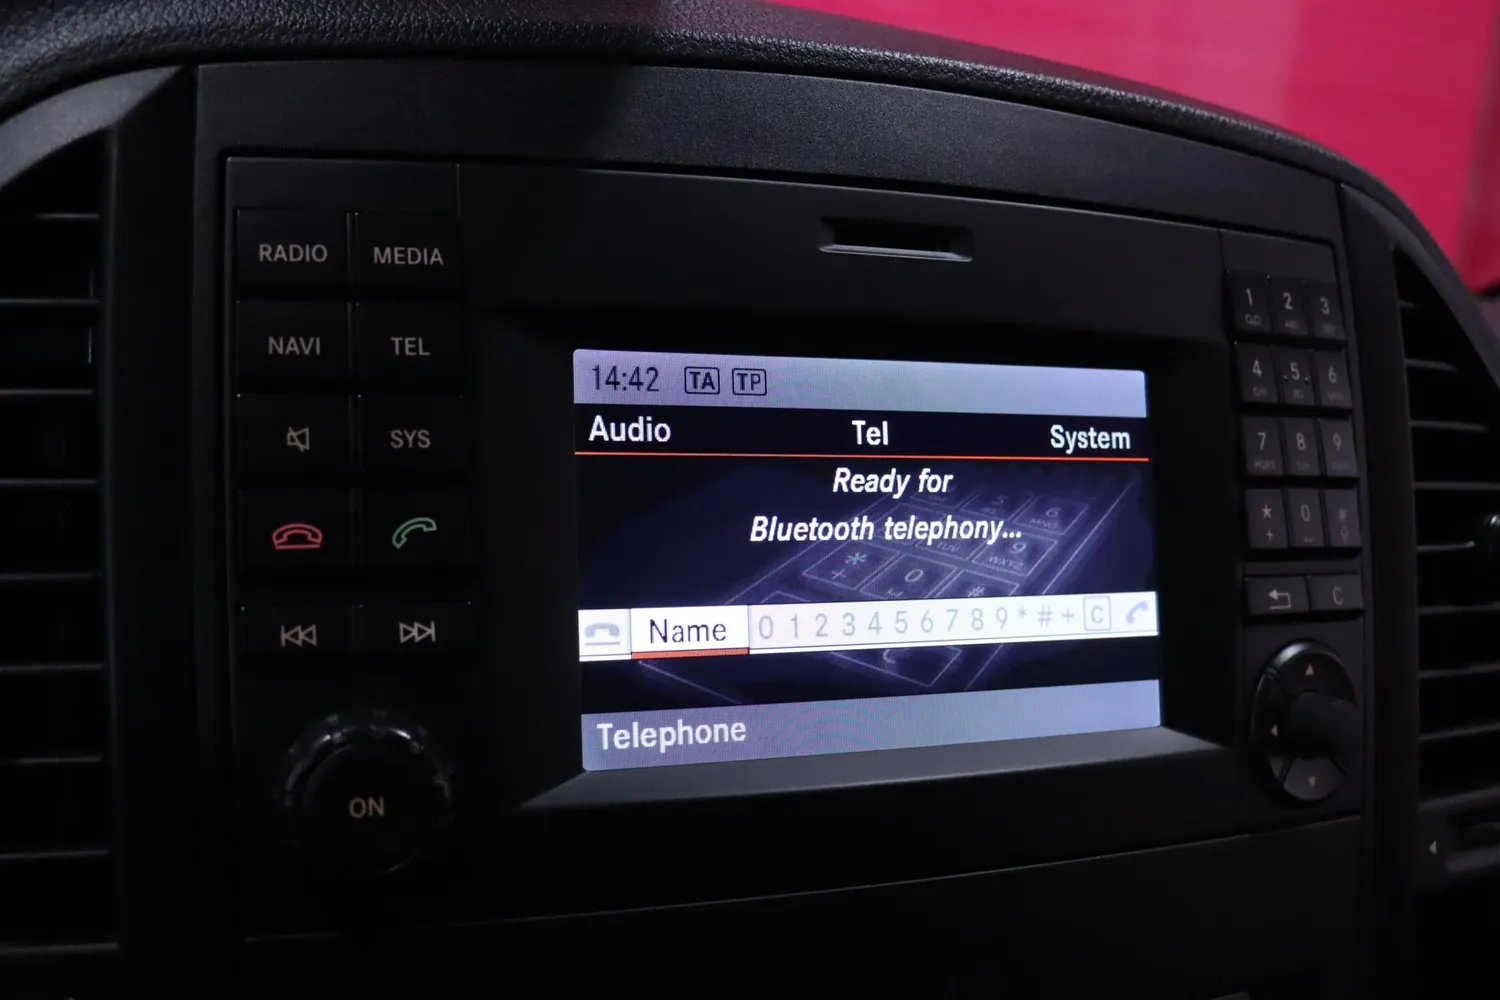 RADIO MEDIA
NAVI TEL
SYS
ON
14:42 TA TP
Audio Tel System
Ready for
Bluetooth telephony...
Name 0 1 2 3 4 5 6 7 8 9 * # + C
Telephone
1 2 3
4 .5. 6
7 8 9
* 0 #
+
C